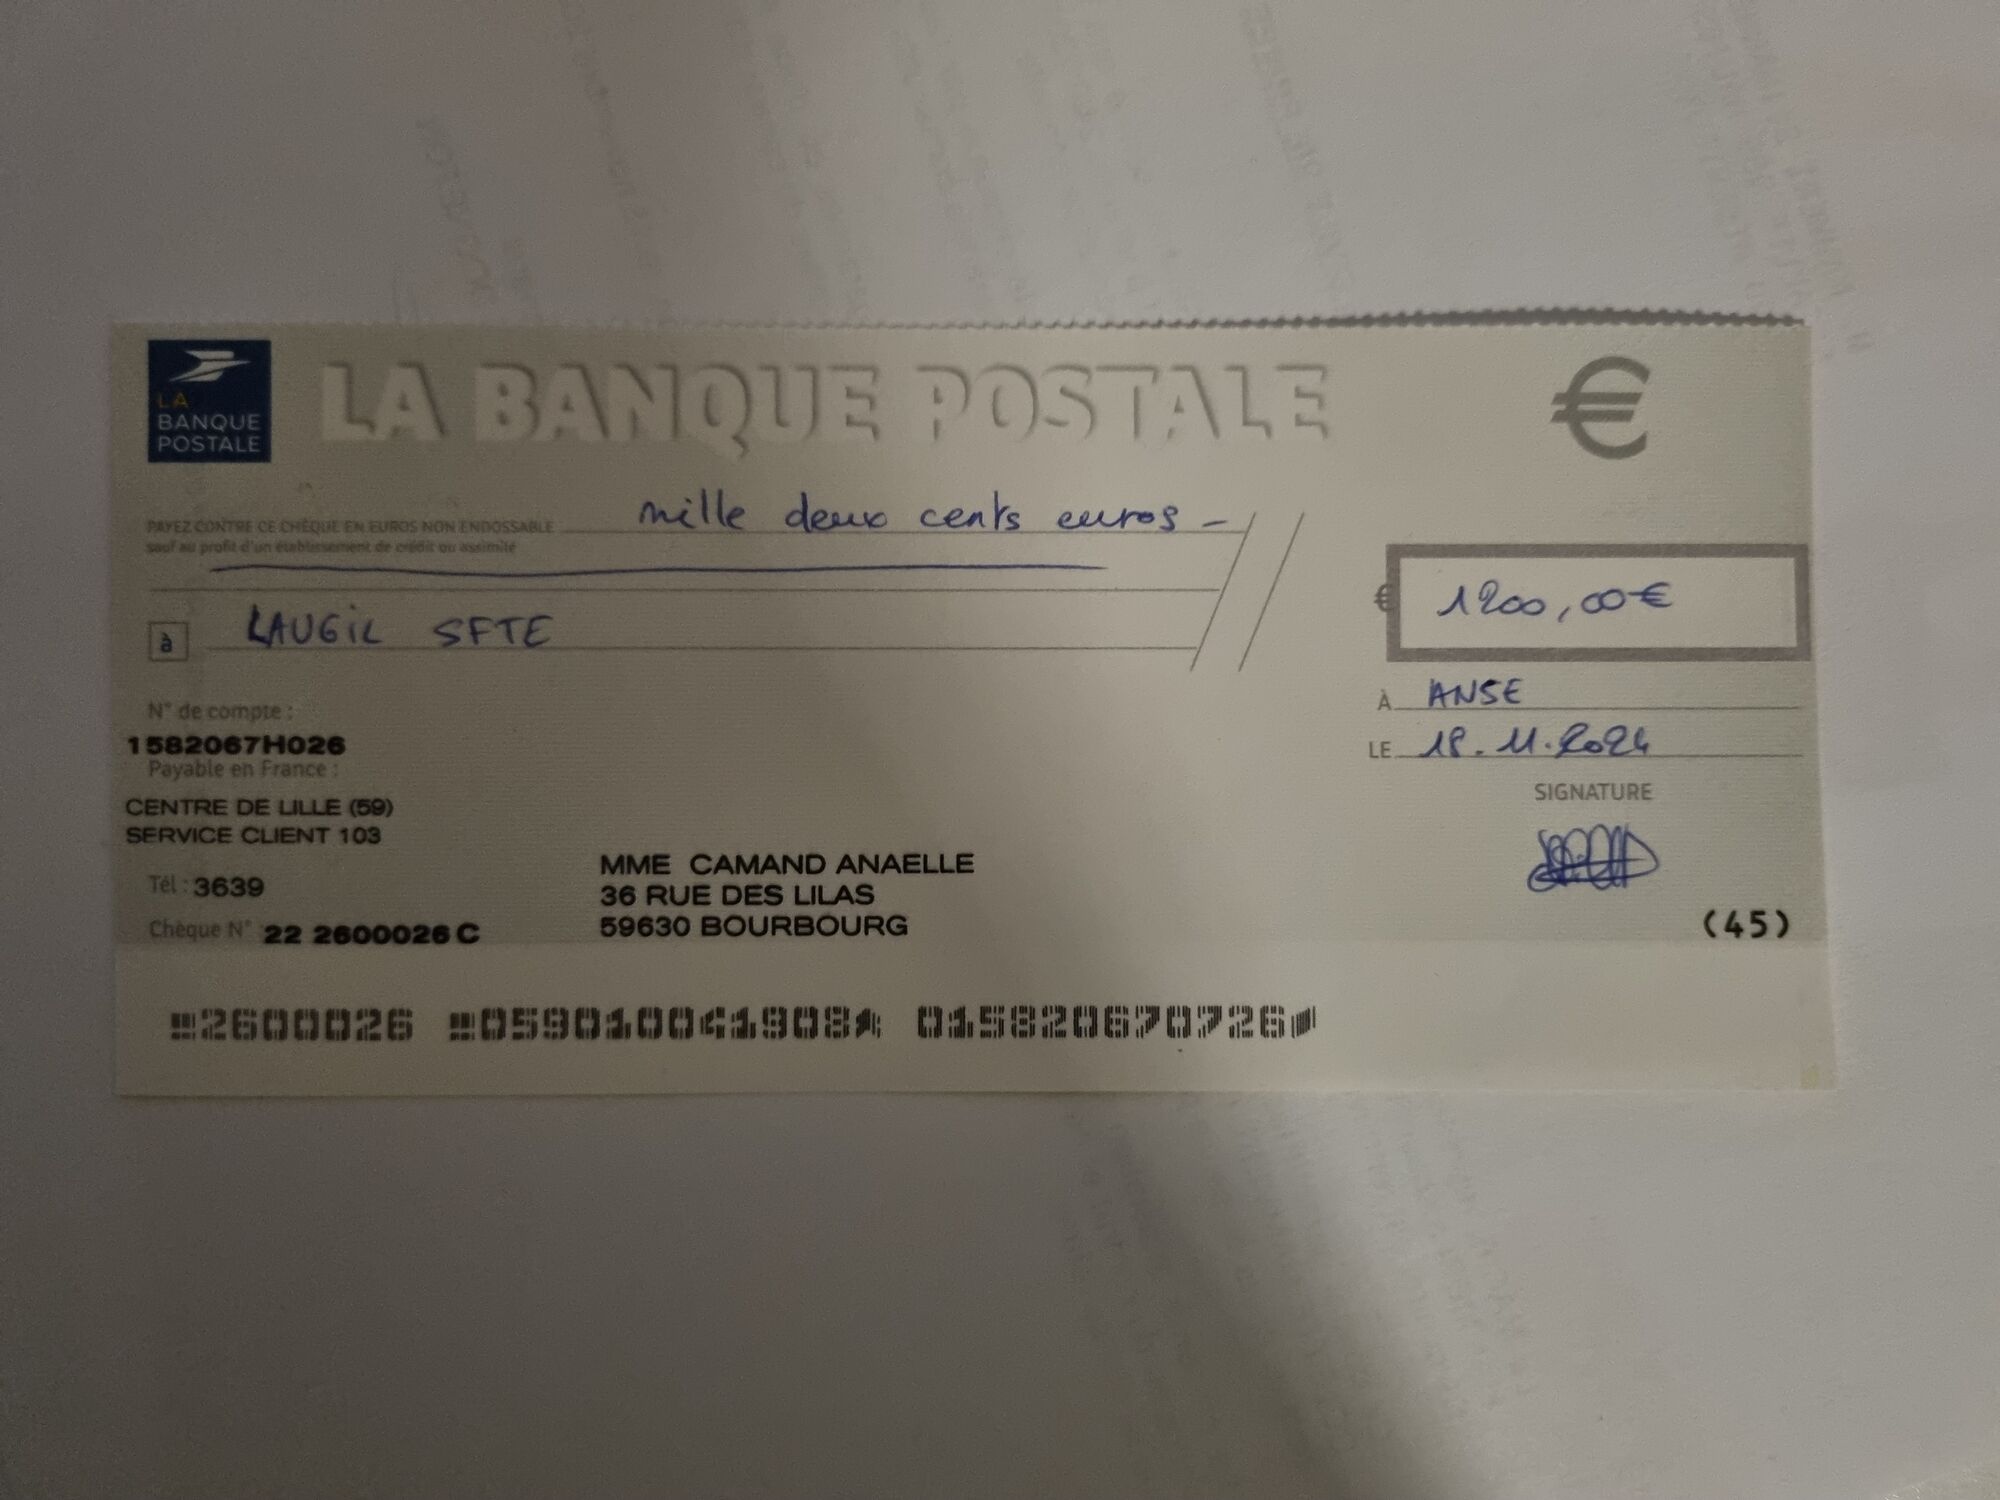 LA
BANQUE
POSTALE
LA BANQUE POSTALE
€
PAYEZ CONTRE CE CHÈQUE EN EUROS NON ENDOSSABLE mille deux cents euros -
sauf au profit d'un établissement de crédit ou assimilé
€ 1200,00€
à LAUGIL SFTE
À ANSE
N° de compte :
LE 18.11.2024
1582067H026
Payable en France :
SIGNATURE
CENTRE DE LILLE (59)
SERVICE CLIENT 103
MME CAMAND ANAELLE
Tél : 3639
36 RUE DES LILAS
Chèque N° 22 2600026 C
59630 BOURBOURG
(45)
2600026 059010041908 015820670726